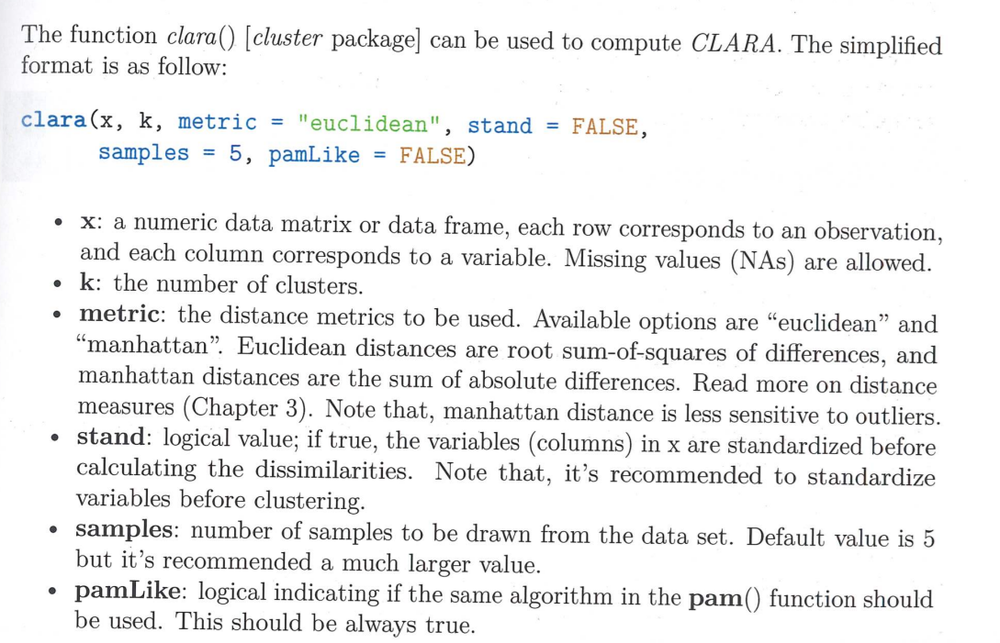 The function clara() [cluster package] can be used to compute CLARA. The simplified
format is as follow:
clara(x, k, metric = "euclidean", stand = FALSE,
samples = 5, pamLike = FALSE)
• x: a numeric data matrix or data frame, each row corresponds to an observation,
and each column corresponds to a variable. Missing values (NAs) are allowed.
• k: the number of clusters.
• metric: the distance metrics to be used. Available options are “euclidean” and
“manhattan”. Euclidean distances are root sum-of-squares of differences, and
manhattan distances are the sum of absolute differences. Read more on distance
measures (Chapter 3). Note that, manhattan distance is less sensitive to outliers.
• stand: logical value; if true, the variables (columns) in x are standardized before
calculating the dissimilarities. Note that, it’s recommended to standardize
variables before clustering.
• samples: number of samples to be drawn from the data set. Default value is 5
but it’s recommended a much larger value.
• pamLike: logical indicating if the same algorithm in the pam() function should
be used. This should be always true.